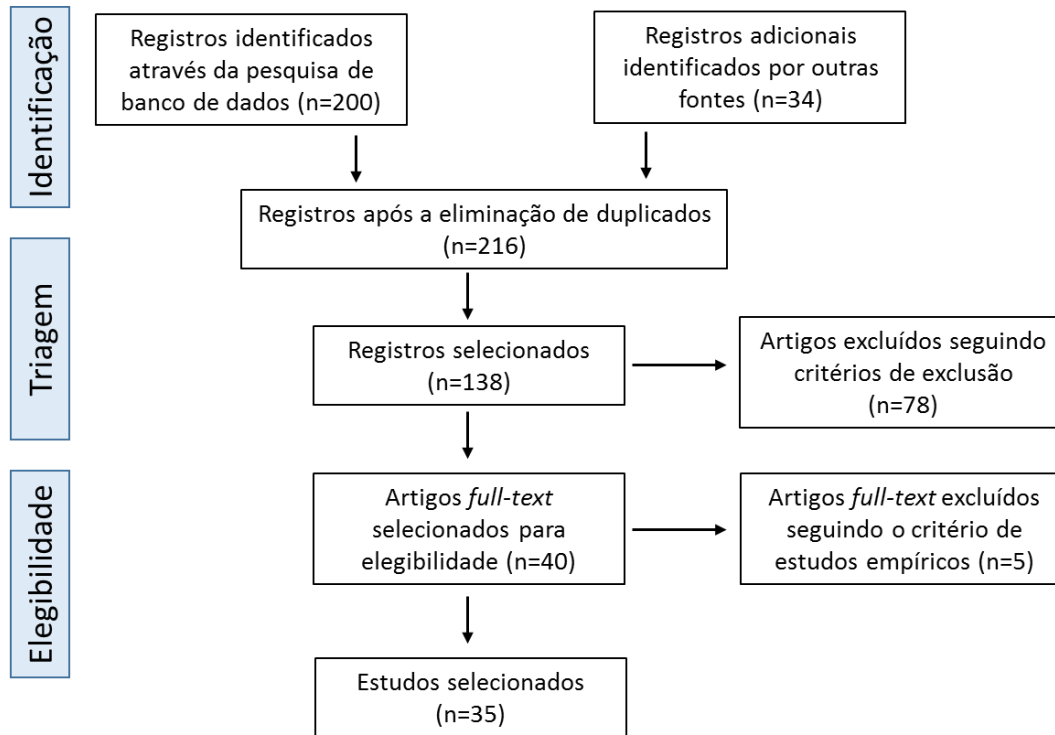 Identificação
Registros identificados
através da pesquisa de
banco de dados (n=200)
Registros adicionais
identificados por outras
fontes (n=34)
Registros após a eliminação de duplicados
(n=216)
Triagem
Registros selecionados
(n=138)
Artigos excluídos seguindo
critérios de exclusão
(n=78)
Elegibilidade
Artigos full-text
selecionados para
elegibilidade (n=40)
Artigos full-text excluídos
seguindo o critério de
estudos empíricos (n=5)
Estudos selecionados
(n=35)